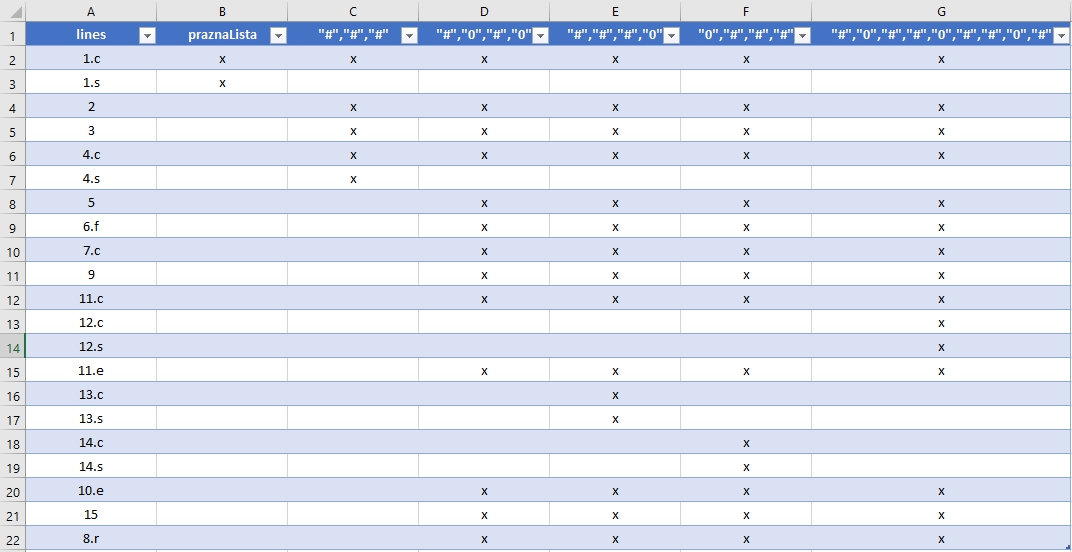 A B C D E F G
1 lines praznaLista "#","#","#" "#","0","#","0" "#","#","#","0" "0","#","#","#" "#","0","#","#","0","#","#","0","#"
2 1.c x x x x x x
3 1.s x
4 2 x x x x x
5 3 x x x x x
6 4.c x x x x x
7 4.s x
8 5 x x x x
9 6.f x x x x
10 7.c x x x x
11 9 x x x x
12 11.c x x x x
13 12.c x
14 12.s x
15 11.e x x x x
16 13.c x
17 13.s x
18 14.c x
19 14.s x
20 10.e x x x x
21 15 x x x x
22 8.r x x x x